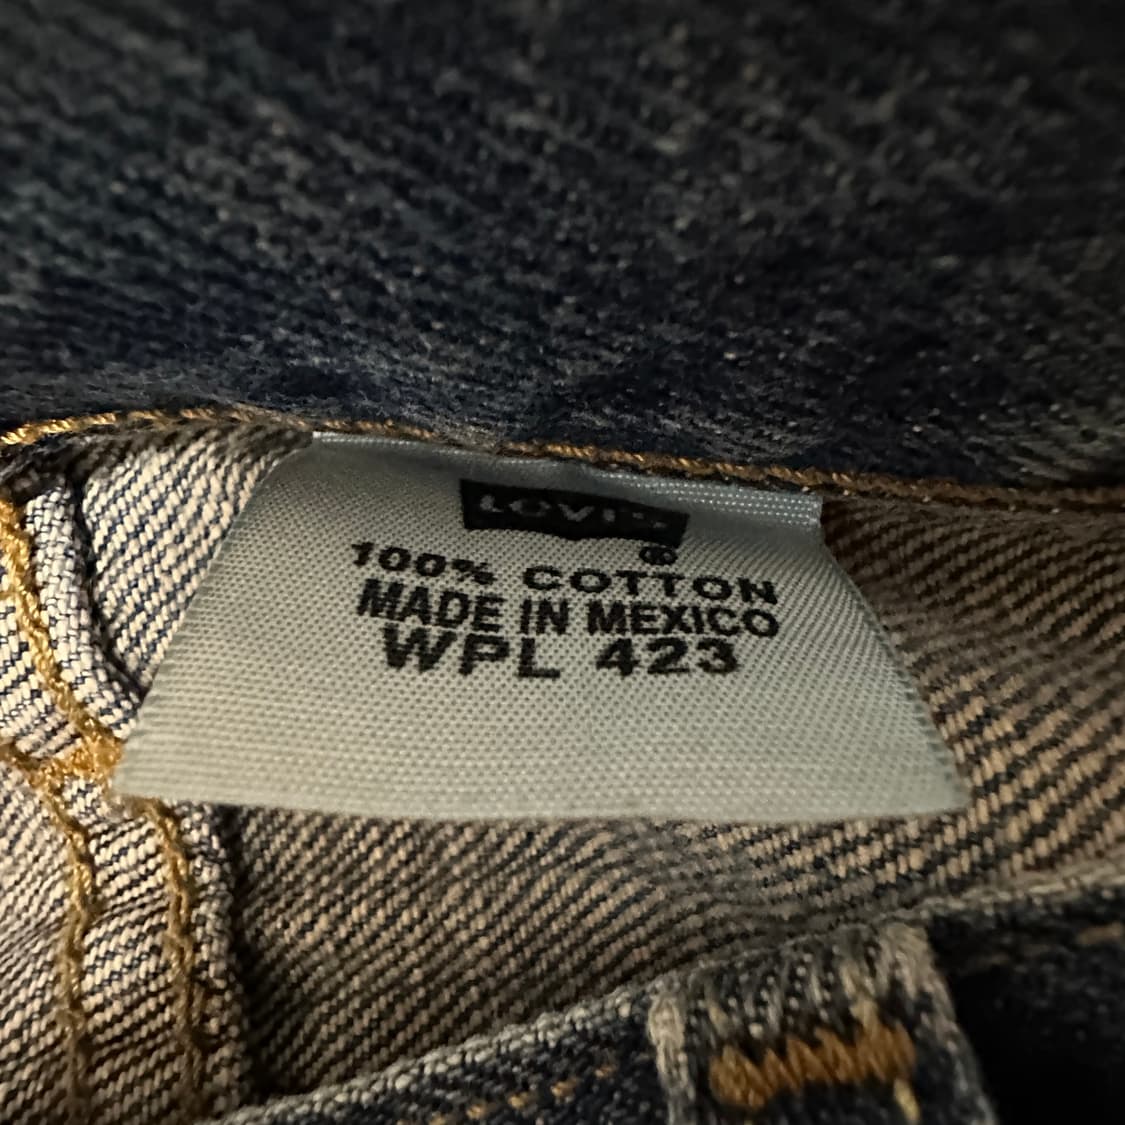 LEVI'S
®
100% COTTON
MADE IN MEXICO
WPL 423